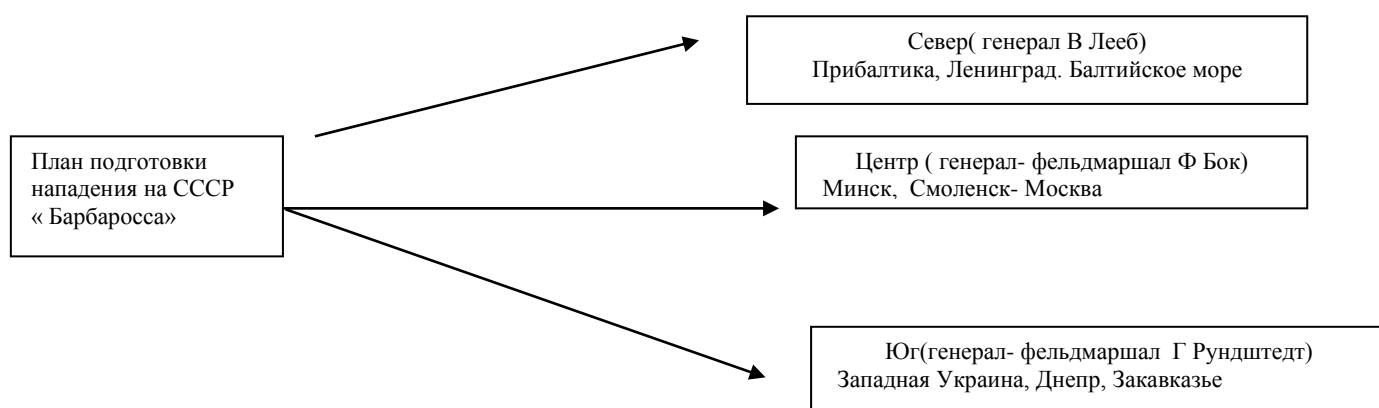 План подготовки
нападения на СССР
« Барбаросса»
Север( генерал В Лееб)
Прибалтика, Ленинград. Балтийское море
Центр ( генерал- фельдмаршал Ф Бок)
Минск,  Смоленск- Москва
Юг(генерал- фельдмаршал  Г Рундштедт)
Западная Украина, Днепр, Закавказье